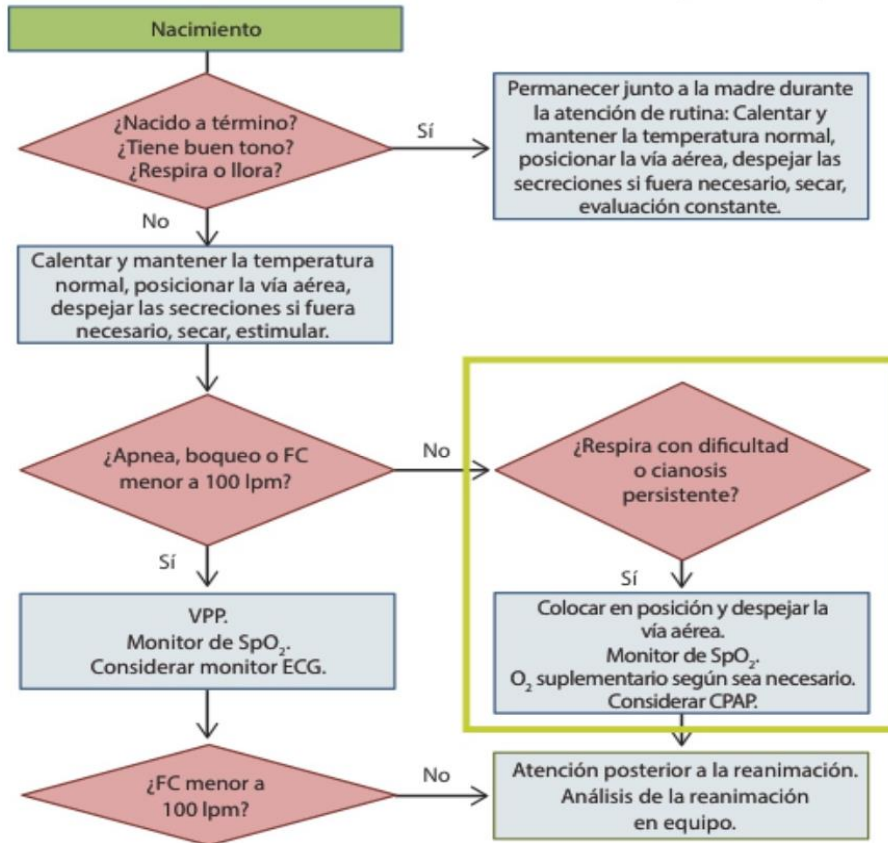 Nacimiento
¿Nacido a término?
¿Tiene buen tono?
¿Respira o llora?
Sí
Permanecer junto a la madre durante
la atención de rutina: Calentar y
mantener la temperatura normal,
posicionar la vía aérea, despejar las
secreciones si fuera necesario, secar,
evaluación constante.
No
Calentar y mantener la temperatura
normal, posicionar la vía aérea,
despejar las secreciones si fuera
necesario, secar, estimular.
¿Apnea, boqueo o FC
menor a 100 lpm?
No
¿Respira con dificultad
o cianosis
persistente?
Sí
Sí
VPP.
Monitor de SpO₂.
Considerar monitor ECG.
Colocar en posición y despejar la
vía aérea.
Monitor de SpO₂.
O₂ suplementario según sea necesario.
Considerar CPAP.
¿FC menor a
100 lpm?
No
Atención posterior a la reanimación.
Análisis de la reanimación
en equipo.